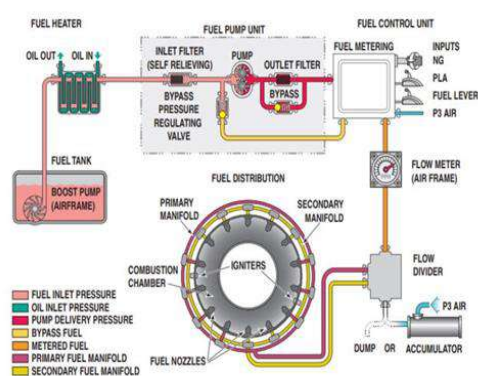 FUEL HEATER
FUEL PUMP UNIT
FUEL CONTROL UNIT
OIL OUT
OIL IN
INLET FILTER
(SELF RELIEVING)
PUMP
OUTLET FILTER
BYPASS
FUEL METERING
INPUTS
NG
PLA
FUEL LEVER
P3 AIR
BYPASS
PRESSURE
REGULATING
VALVE
FUEL TANK
BOOST PUMP
(AIRFRAME)
FLOW METER
(AIR FRAME)
FUEL DISTRIBUTION
PRIMARY
MANIFOLD
SECONDARY
MANIFOLD
COMBUSTION
CHAMBER
IGNITERS
FLOW
DIVIDER
FUEL NOZZLES
P3 AIR
DUMP OR
ACCUMULATOR
FUEL INLET PRESSURE
OIL INLET PRESSURE
PUMP DELIVERY PRESSURE
BYPASS FUEL
METERED FUEL
PRIMARY FUEL MANIFOLD
SECONDARY FUEL MANIFOLD